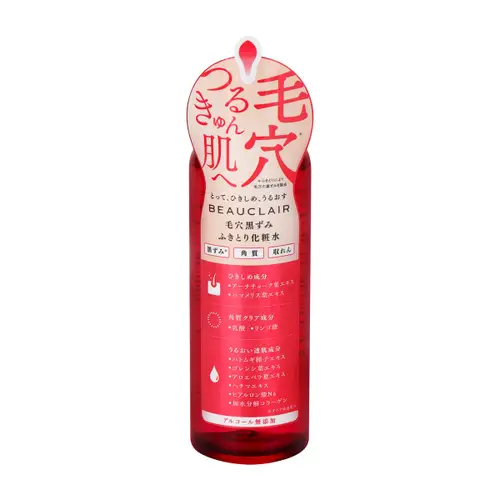 毛穴
つるん
きゅん
肌へ
とって、ひきしめ、うるおす
BEAUCLAIR
毛穴黒ずみ
ふきとり化粧水
黒ずみ*
角質
収れん
ひきしめ成分
・アーチチョーク葉エキス
・ハマメリス葉エキス
角質クリア成分
・乳酸 ・リンゴ酸
うるおい透肌成分
・ハトムギ種子エキス
・ゴレンシ葉エキス
・アロエベラ葉エキス
・ヘチマエキス
・ヒアルロン酸Na
・加水分解コラーゲン
アルコール無添加